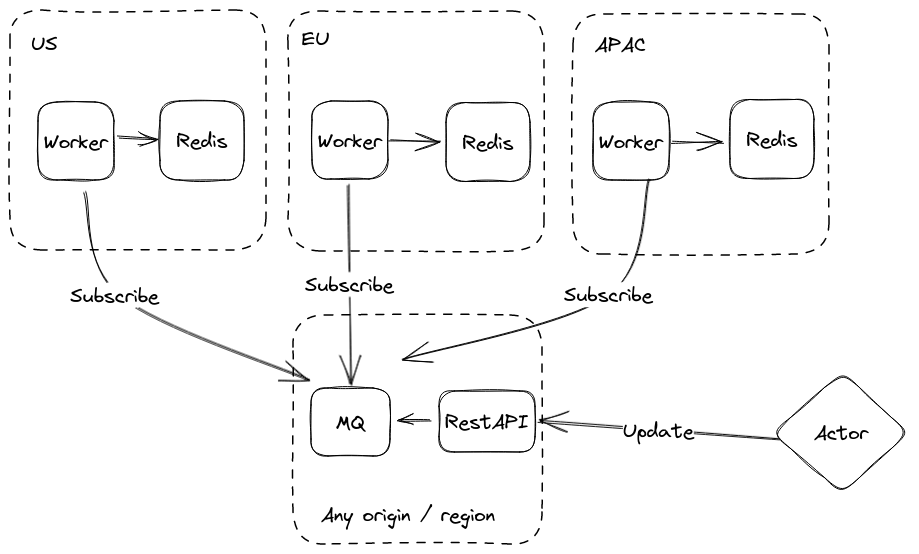 US
EU
APAC
Worker
Redis
Worker
Redis
Worker
Redis
Subscribe
Subscribe
Subscribe
MQ
RestAPI
Update
Actor
Any origin / region